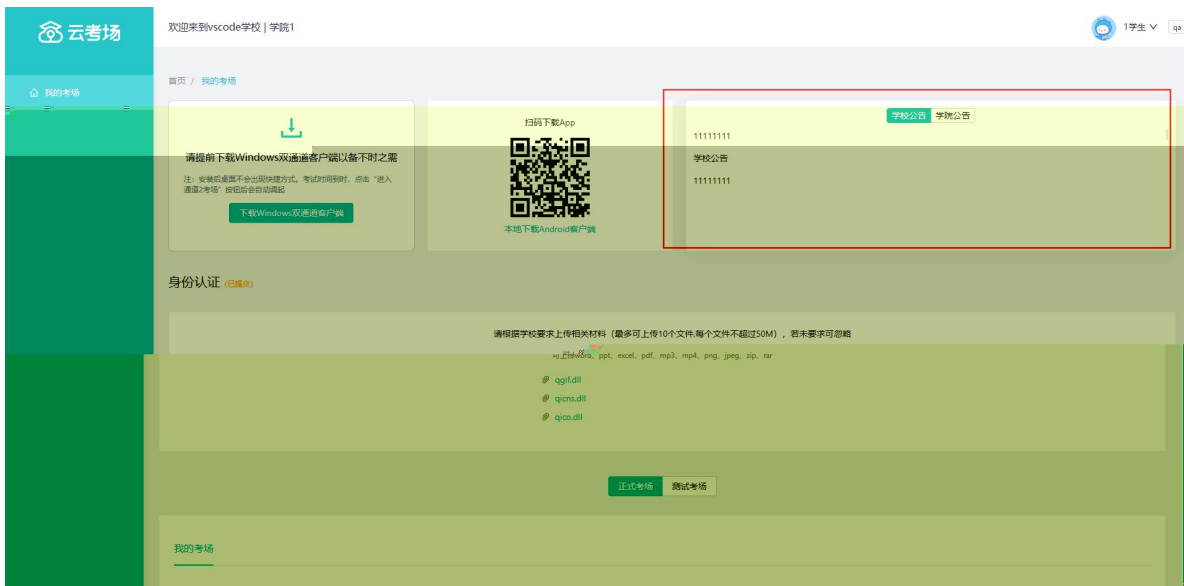 云考场
欢迎来到vscode学校 | 学院1
1学生
qa
我的考场
首页 / 我的考场
请提前下载Windows双通道客户端以备不时之需
注：安装后桌面不会出现快捷方式，考试时间到时，点击“进入
通道2考场”按钮后会自动调起
下载Windows双通道客户端
扫码下载App
本地下载Android客户端
学校公告 学院公告
11111111
学校公告
11111111
身份认证 (已提交)
请根据学校要求上传相关材料（最多可上传10个文件,每个文件不超过50M），若未要求可忽略
ppt、excel、pdf、mp3、mp4、png、jpeg、zip、rar
qgif.dll
qicns.dll
qico.dll
正式考场 测试考场
我的考场